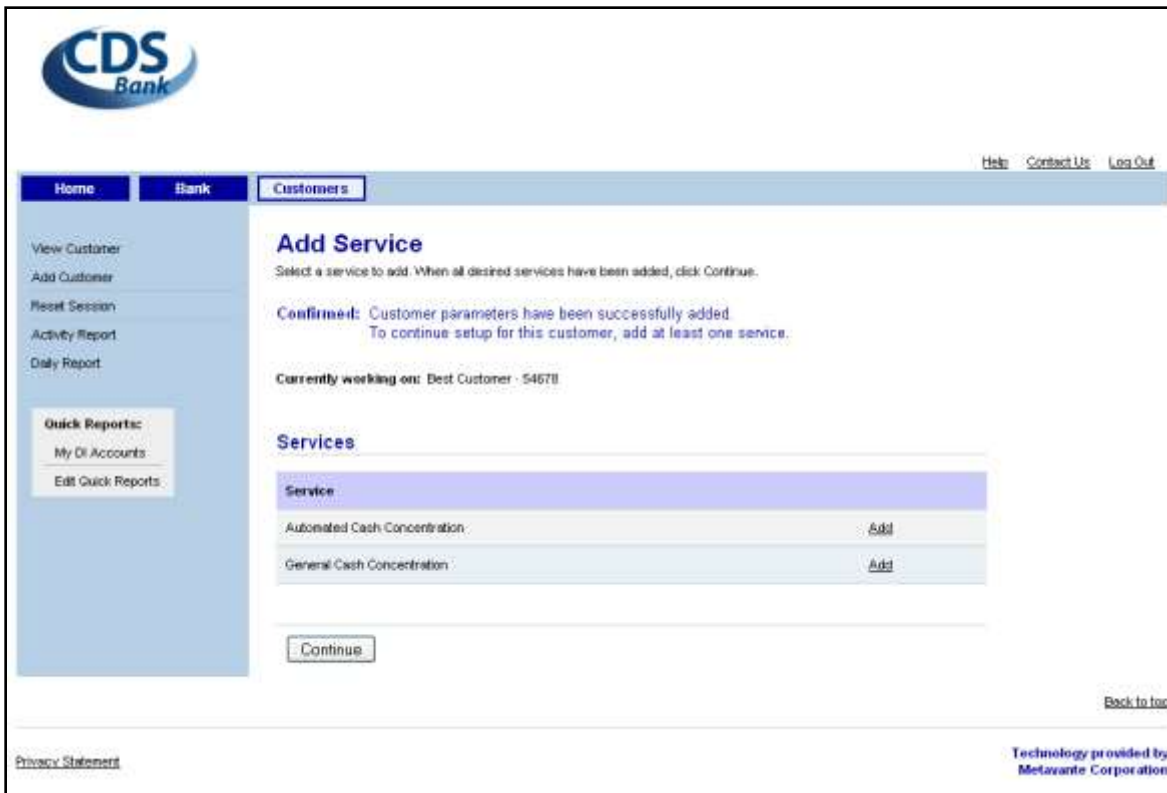 CDS
Bank
Help Contact Us Log Out
Home Bank Customers
View Customer
Add Customer
Reset Session
Activity Report
Daily Report
Quick Reports:
My DI Accounts
Edit Quick Reports
Add Service
Select a service to add. When all desired services have been added, click Continue.
Confirmed: Customer parameters have been successfully added.
To continue setup for this customer, add at least one service.
Currently working on: Best Customer - 54678
Services
Service
Automated Cash Concentration Add
General Cash Concentration Add
Continue
Back to top
Privacy Statement
Technology provided by
Metavante Corporation